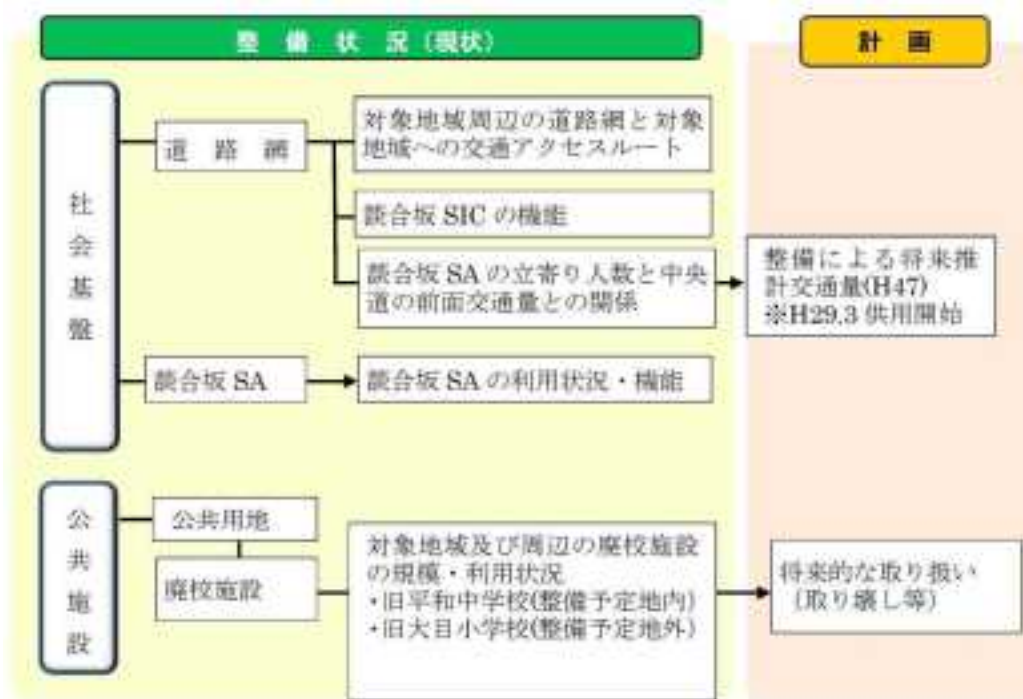 整備状況(現状)
計画
社会基盤
道路網
対象地域周辺の道路網と対象
地域への交通アクセスルート
談合坂 SIC の機能
談合坂 SA の立寄り人数と中央
道の前面交通量との関係
整備による将来推
計交通量(H47)
※H29.3 供用開始
談合坂 SA
談合坂 SA の利用状況・機能
公共施設
公共用地
廃校施設
対象地域及び周辺の廃校施設
の規模・利用状況
・旧平和中学校(整備予定地内)
・旧大目小学校(整備予定地外)
将来的な取り扱い
(取り壊し等)